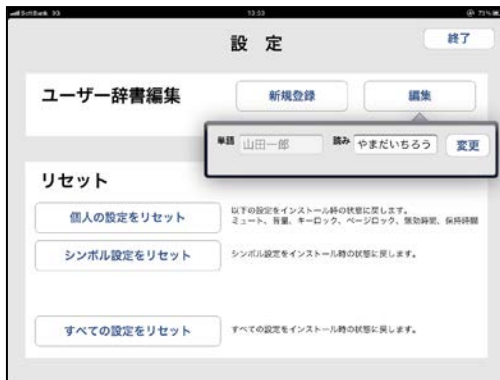 SoftBank 3G 13:53 71%
設 定
終了
ユーザー辞書編集
新規登録
編集
単語 山田一郎 読み やまだいちろう 変更
リセット
個人の設定をリセット
以下の設定をインストール時の状態に戻します。
ミュート、音量、キーロック、ページロック、無効時間、保持時間
シンボル設定をリセット
シンボル設定をインストール時の状態に戻します。
すべての設定をリセット
すべての設定をインストール時の状態に戻します。